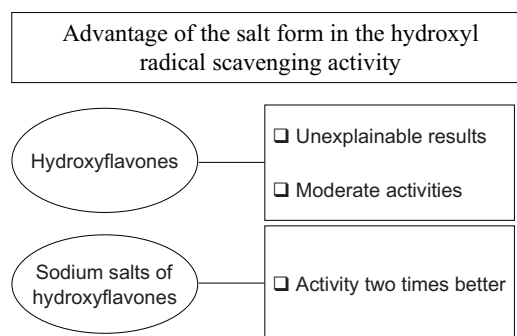 Advantage of the salt form in the hydroxyl
radical scavenging activity
Hydroxyflavones
❑ Unexplainable results
❑ Moderate activities
Sodium salts of
hydroxyflavones
❑ Activity two times better